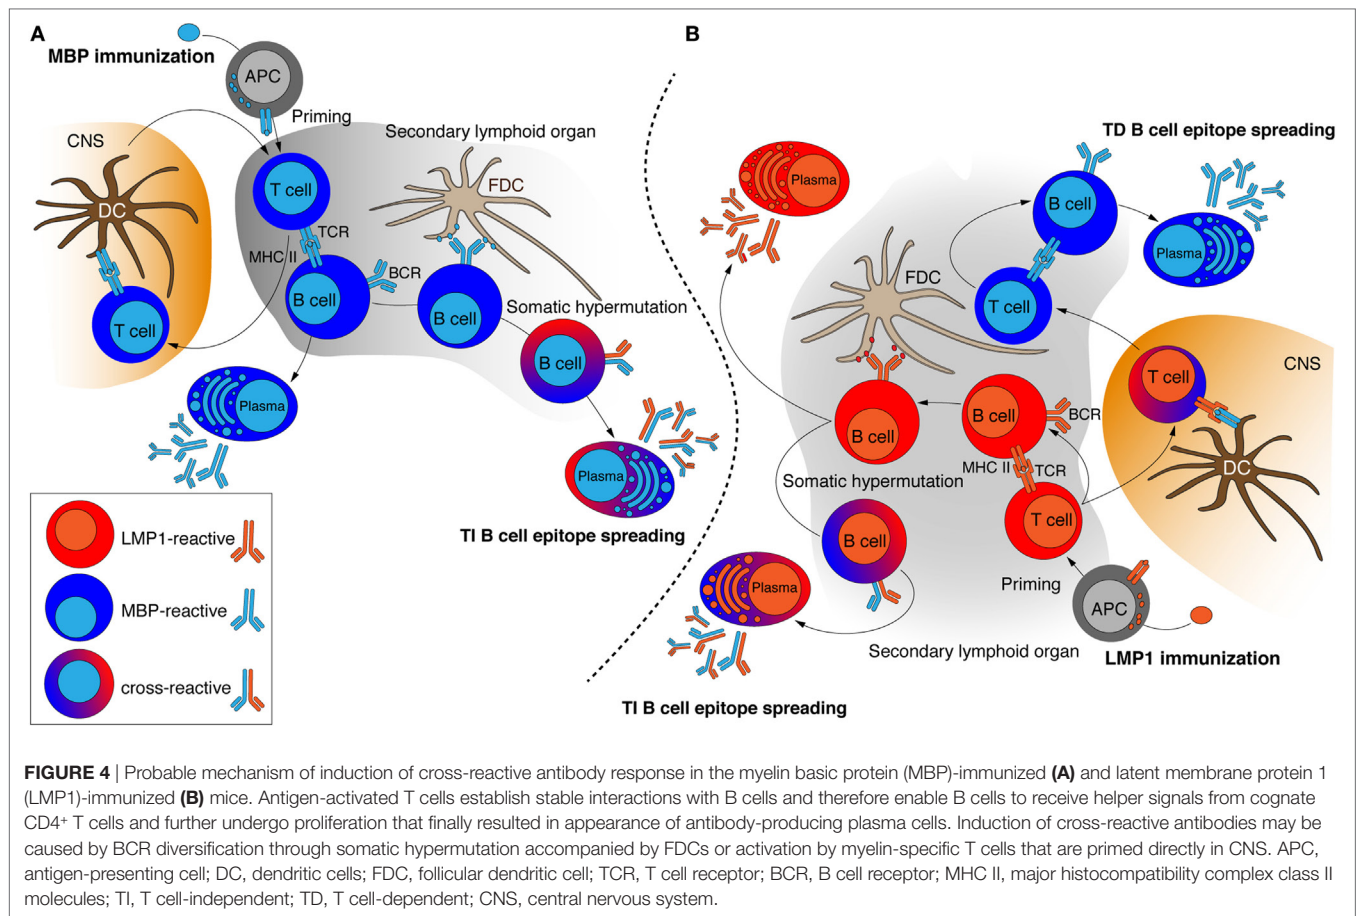 A
MBP immunization
APC
Priming
CNS
Secondary lymphoid organ
T cell
FDC
DC
TCR
MHC II
BCR
B cell
B cell
T cell
Somatic hypermutation
B cell
Plasma
Plasma
TI B cell epitope spreading
LMP1-reactive
MBP-reactive
cross-reactive
B
TD B cell epitope spreading
Plasma
B cell
Plasma
FDC
T cell
CNS
T cell
B cell
BCR
B cell
MHC II
TCR
DC
Somatic hypermutation
T cell
B cell
Priming
Plasma
APC
Secondary lymphoid organ
LMP1 immunization
TI B cell epitope spreading
FIGURE 4 | Probable mechanism of induction of cross-reactive antibody response in the myelin basic protein (MBP)-immunized (A) and latent membrane protein 1
(LMP1)-immunized (B) mice. Antigen-activated T cells establish stable interactions with B cells and therefore enable B cells to receive helper signals from cognate
CD4+ T cells and further undergo proliferation that finally resulted in appearance of antibody-producing plasma cells. Induction of cross-reactive antibodies may be
caused by BCR diversification through somatic hypermutation accompanied by FDCs or activation by myelin-specific T cells that are primed directly in CNS. APC,
antigen-presenting cell; DC, dendritic cells; FDC, follicular dendritic cell; TCR, T cell receptor; BCR, B cell receptor; MHC II, major histocompatibility complex class II
molecules; TI, T cell-independent; TD, T cell-dependent; CNS, central nervous system.